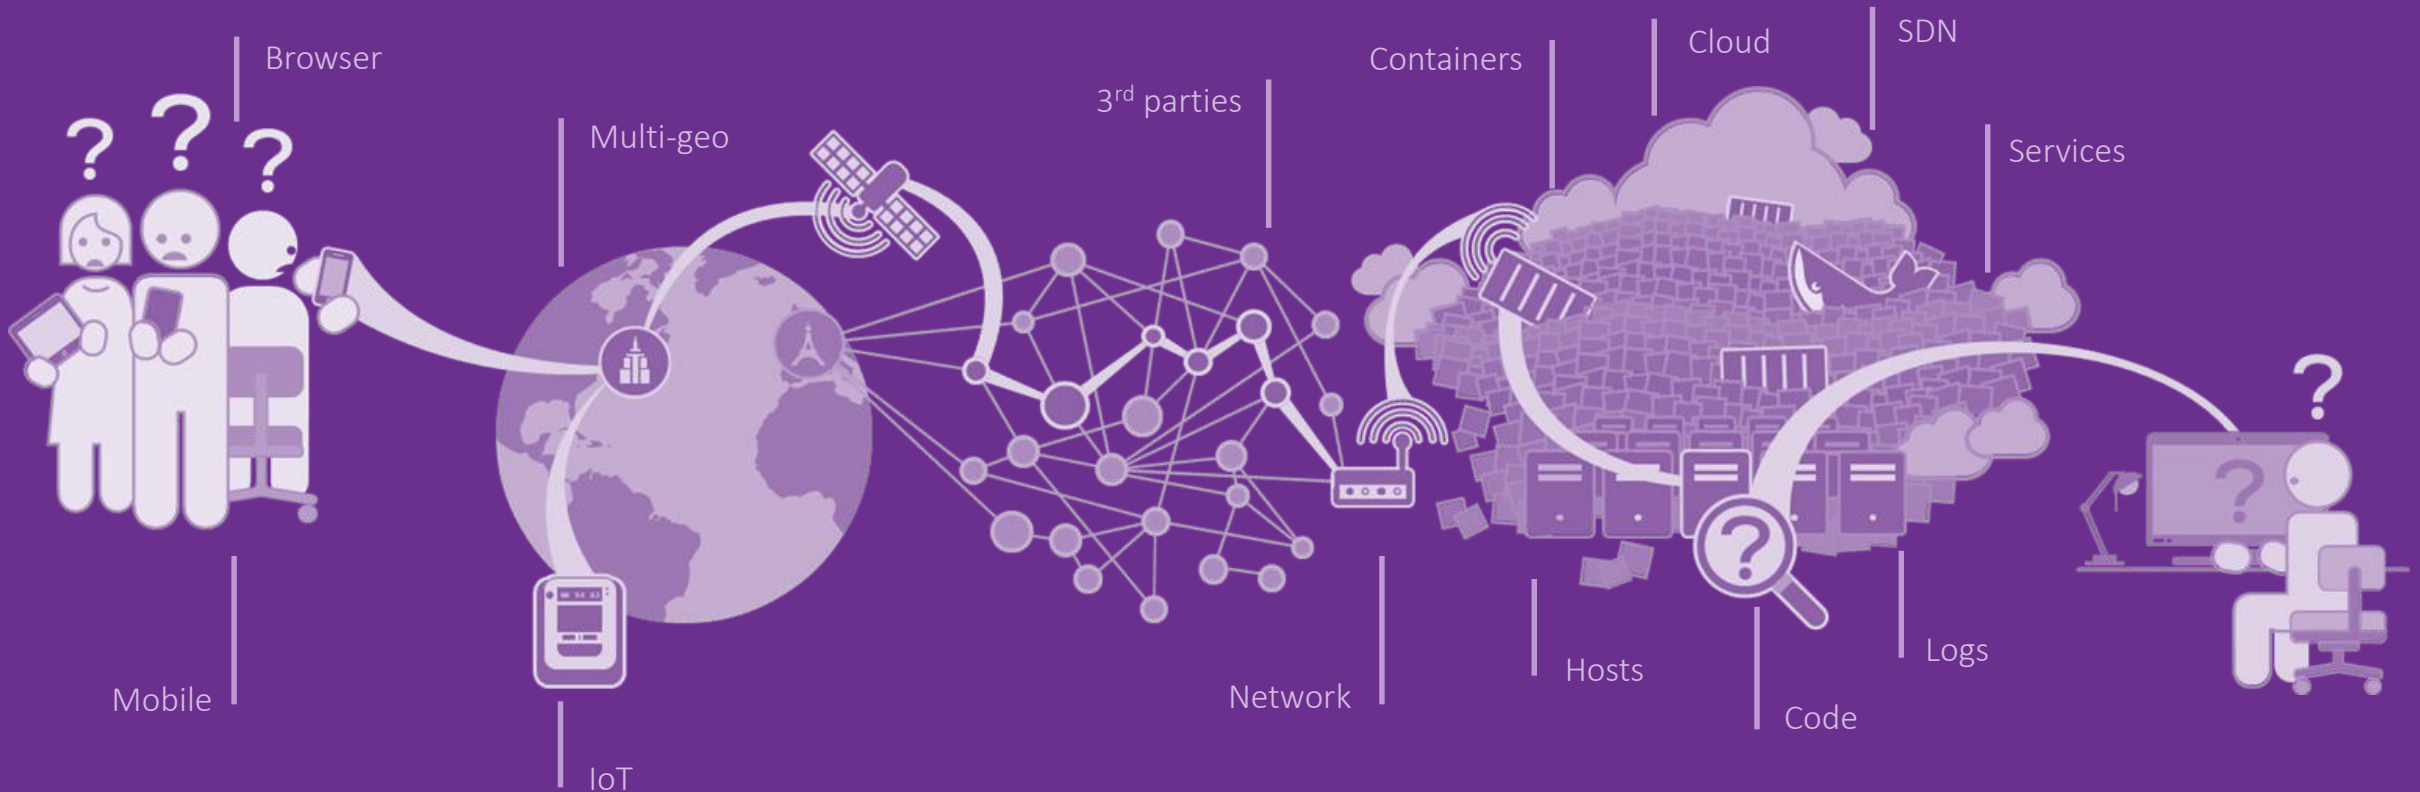 Browser
Multi-geo
3rd parties
Containers
Cloud
SDN
Services
?
?
?
?
?
?
Mobile
IoT
Network
Hosts
Code
Logs